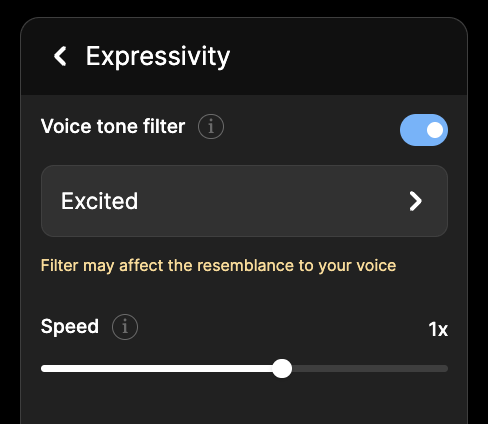 Expressivity
Voice tone filter
Excited
Filter may affect the resemblance to your voice
Speed
1x